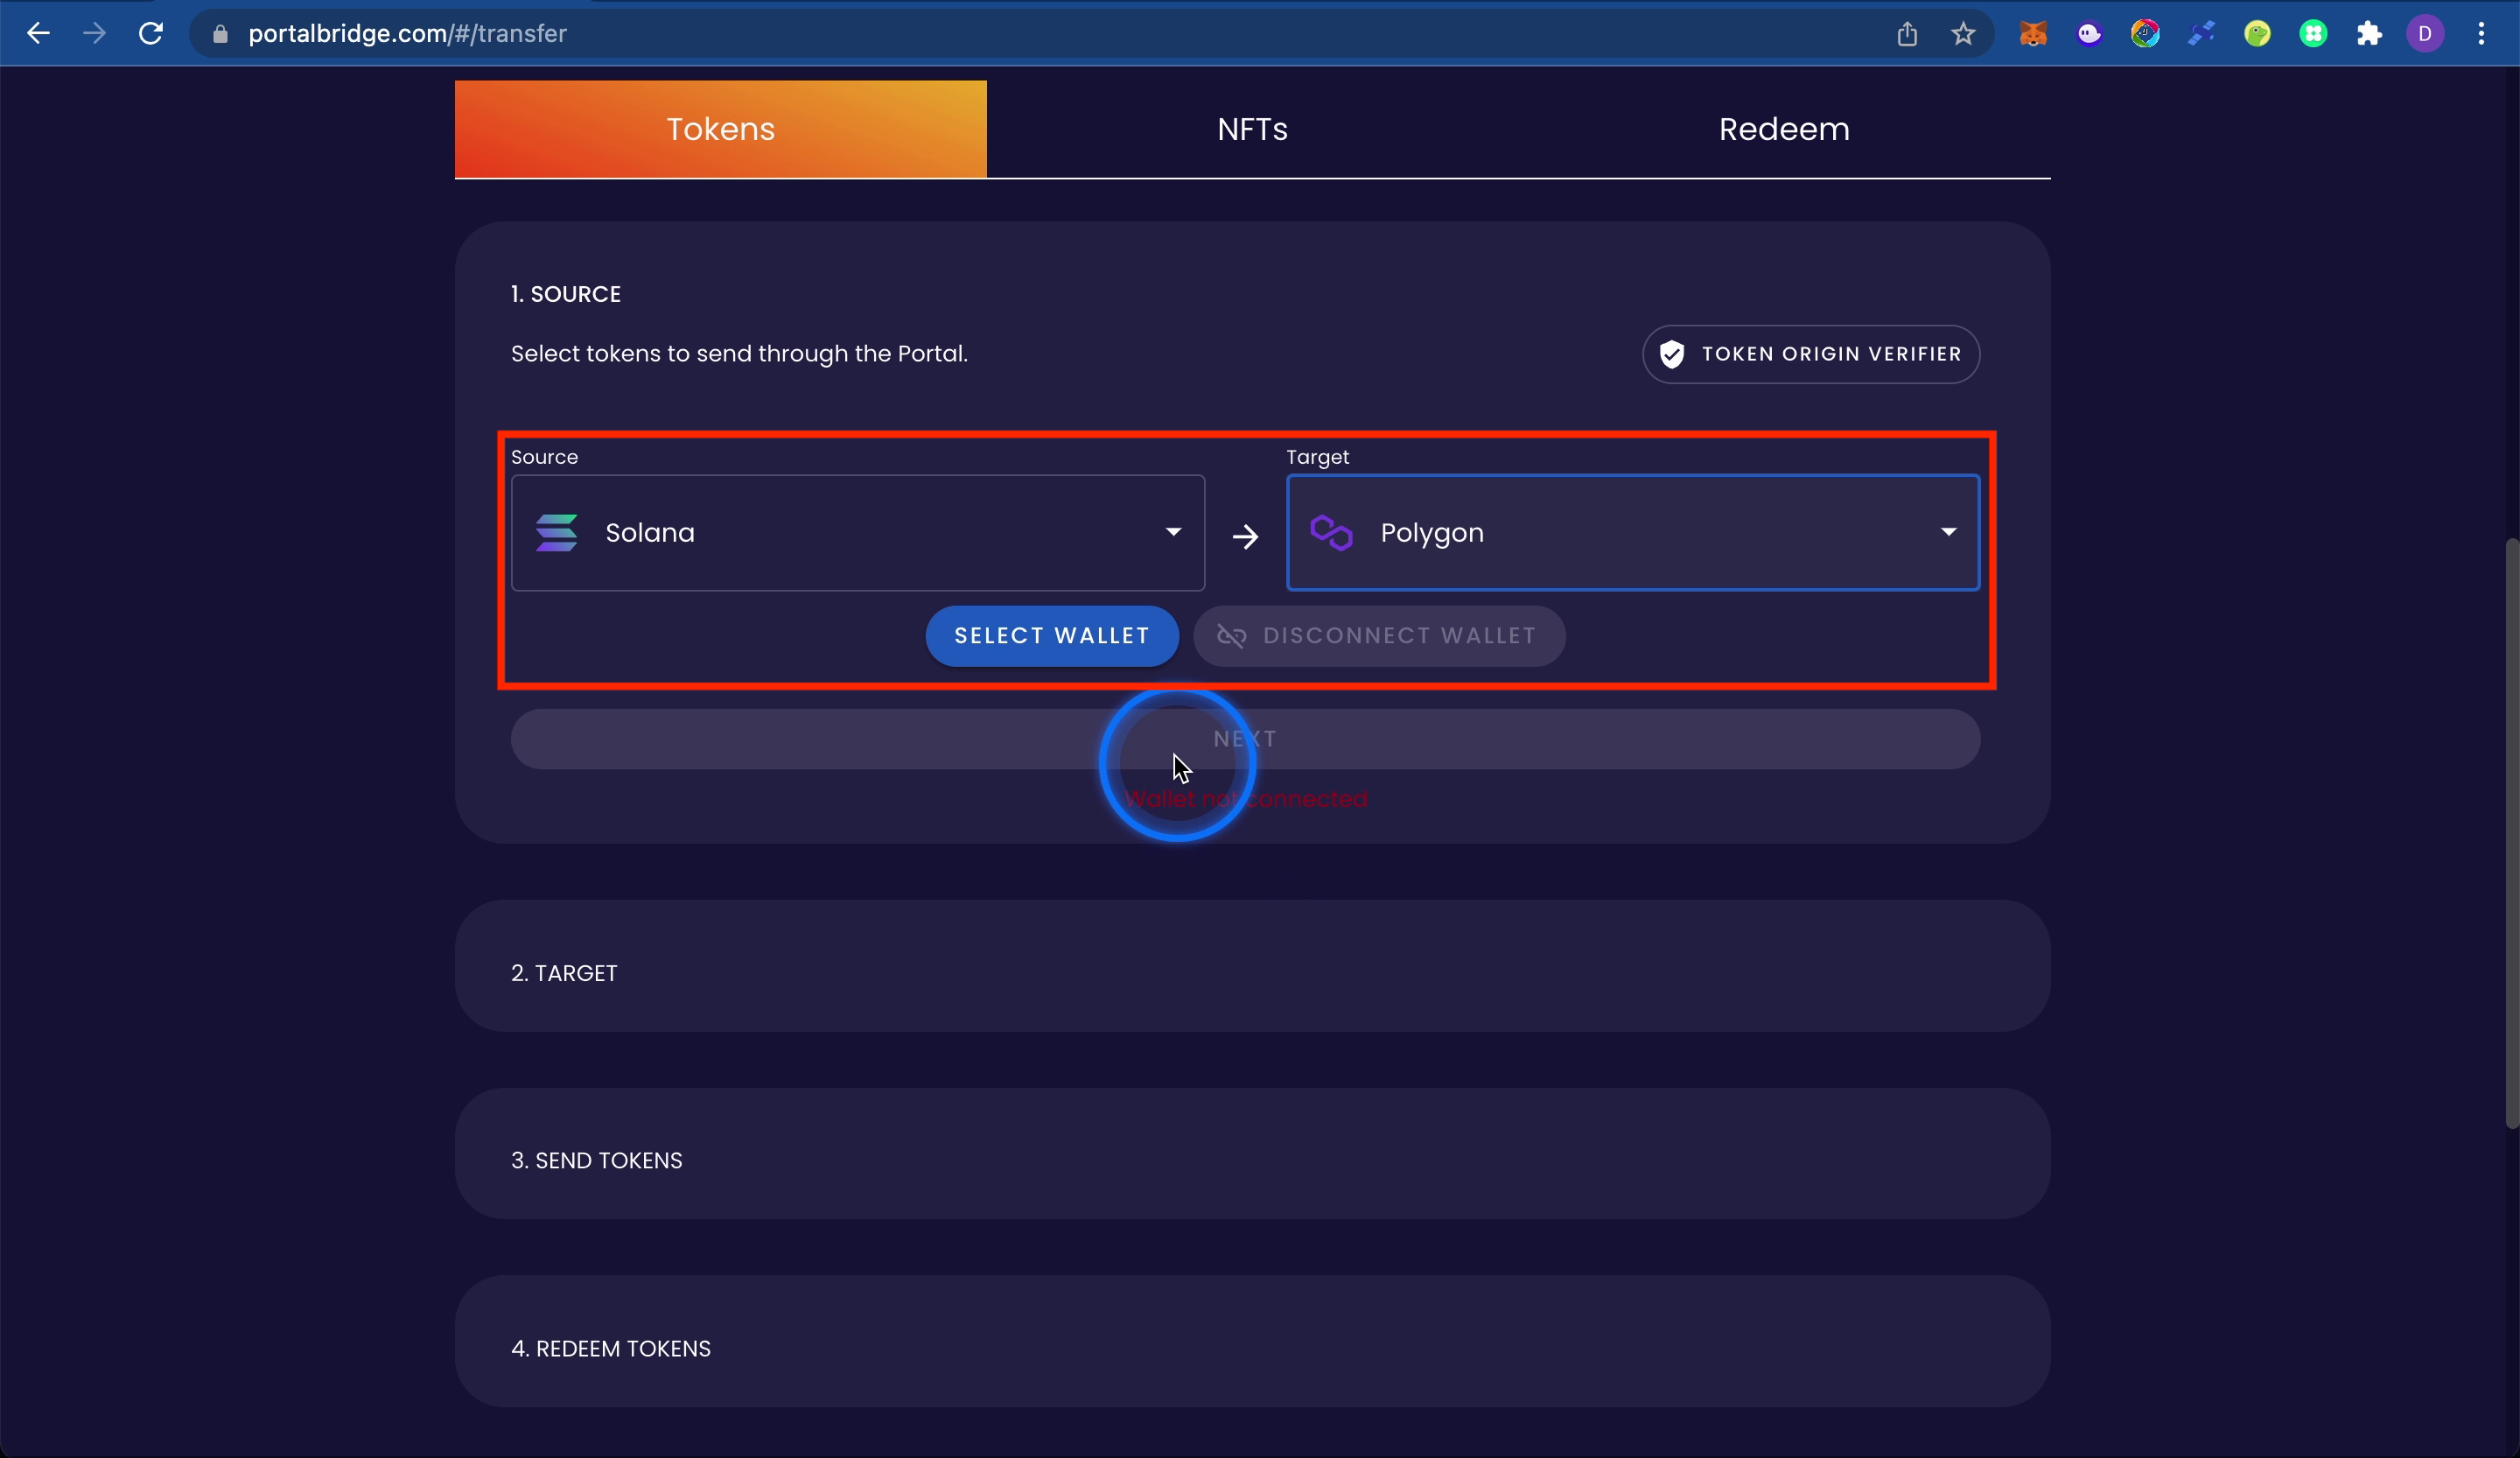 portalbridge.com/#/transfer
D
Tokens
NFTs
Redeem
1. SOURCE
Select tokens to send through the Portal.
TOKEN ORIGIN VERIFIER
Source
Target
Solana
Polygon
SELECT WALLET
DISCONNECT WALLET
NEXT
Wallet not connected
2. TARGET
3. SEND TOKENS
4. REDEEM TOKENS